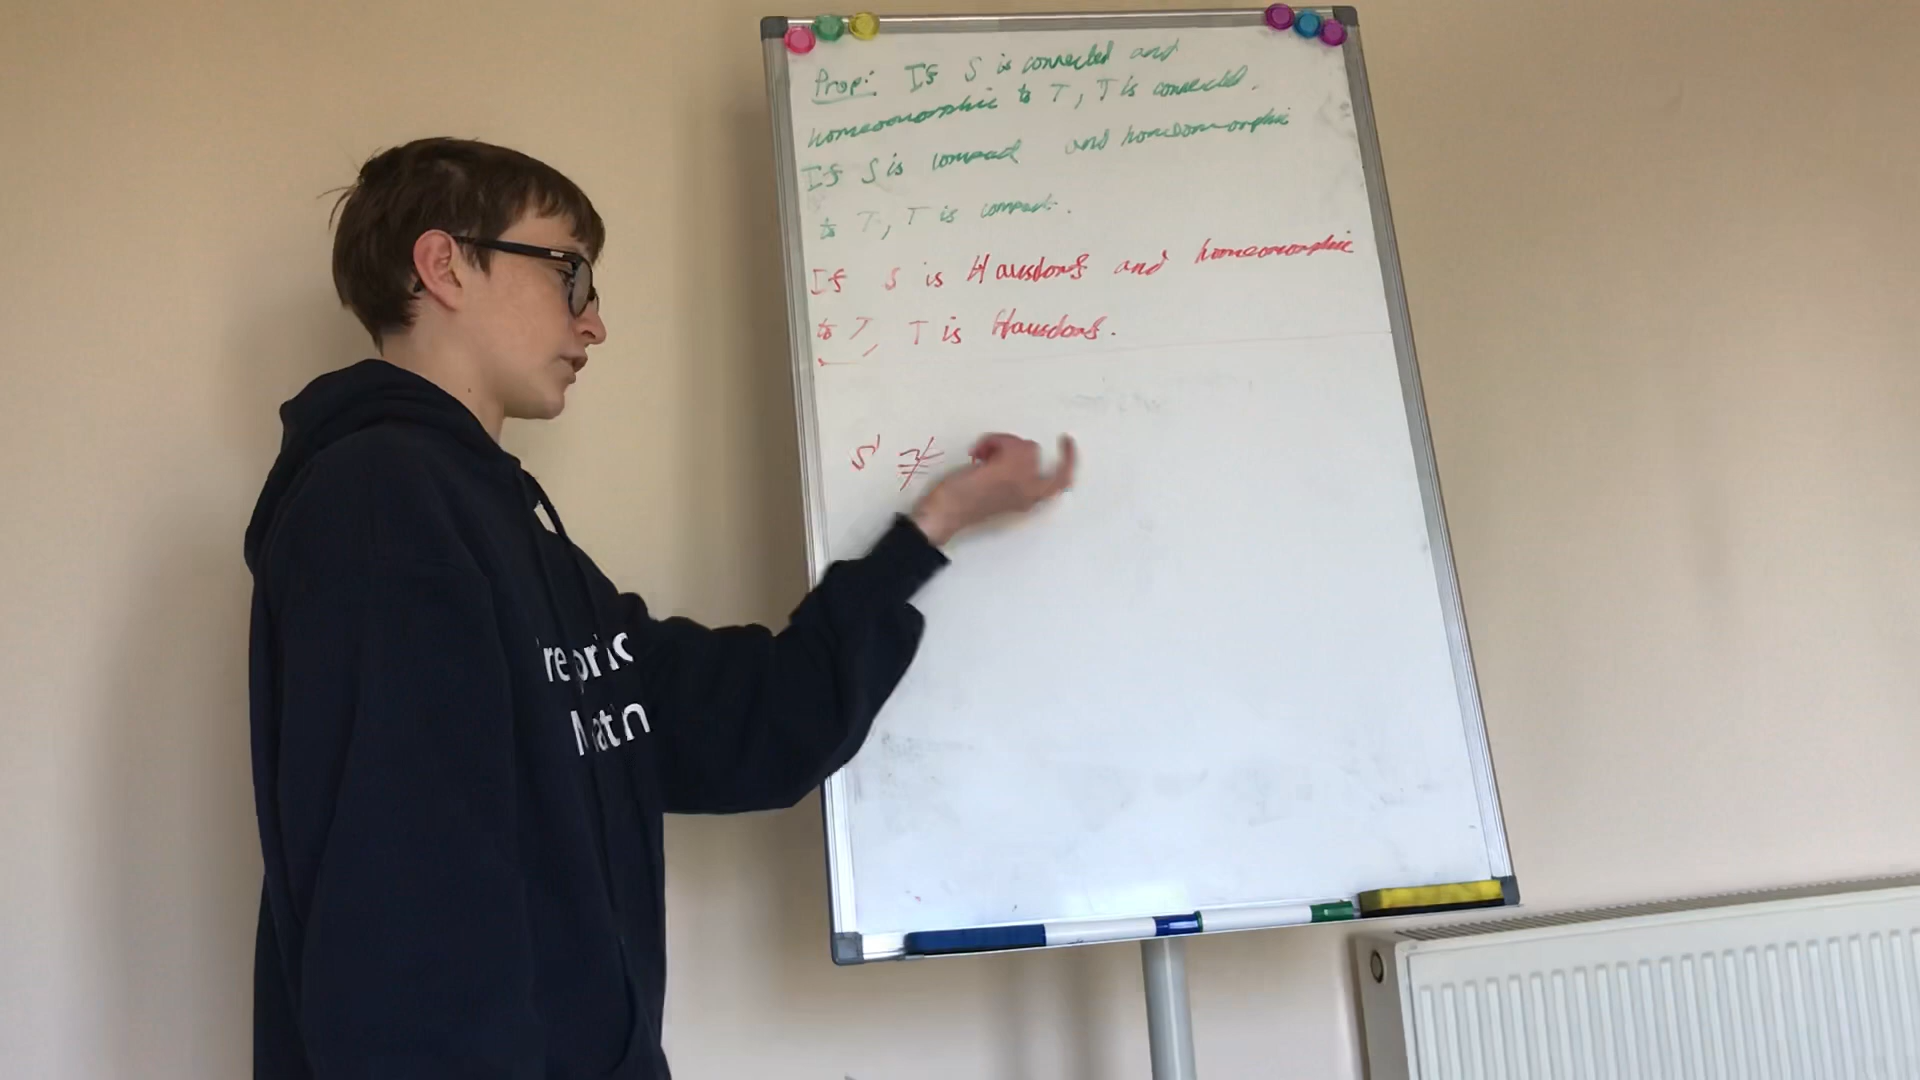 Prop: If S is connected and
homeomorphic to T, T is connected.
If S is compact and homeomorphic
to T, T is compact.
If S is Hausdorff and homeomorphic
to T, T is Hausdorff.
S¹ ≇
Math